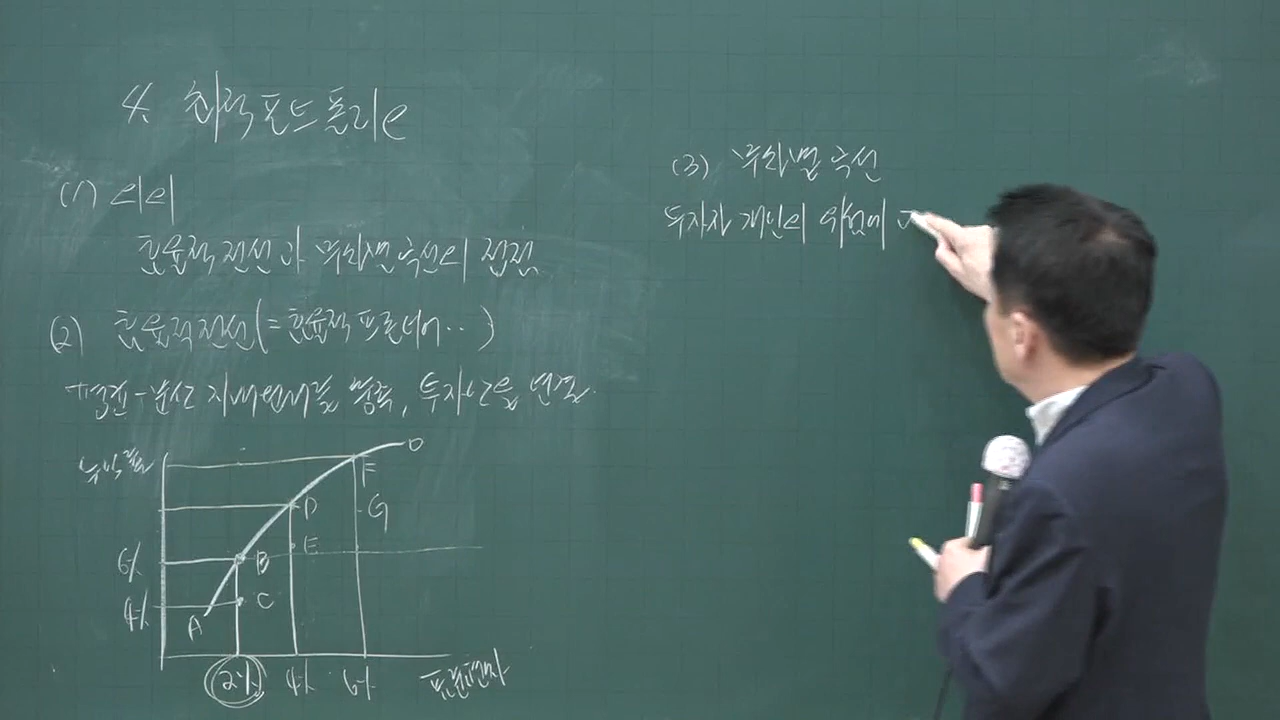 4. 최적포트폴리오
(1) 의의
효율적전선과 무차별곡선의 접점
(2) 효율적전선(=효율적 프론티어..)
평균-분산 지배원리를 충족, 투자안을 연결.
수익률
D
F
D
G
E
6%
B
4%
C
A
2% 4% 6% 표준편차
(3) 무차별곡선
투자자 개인의 위험에